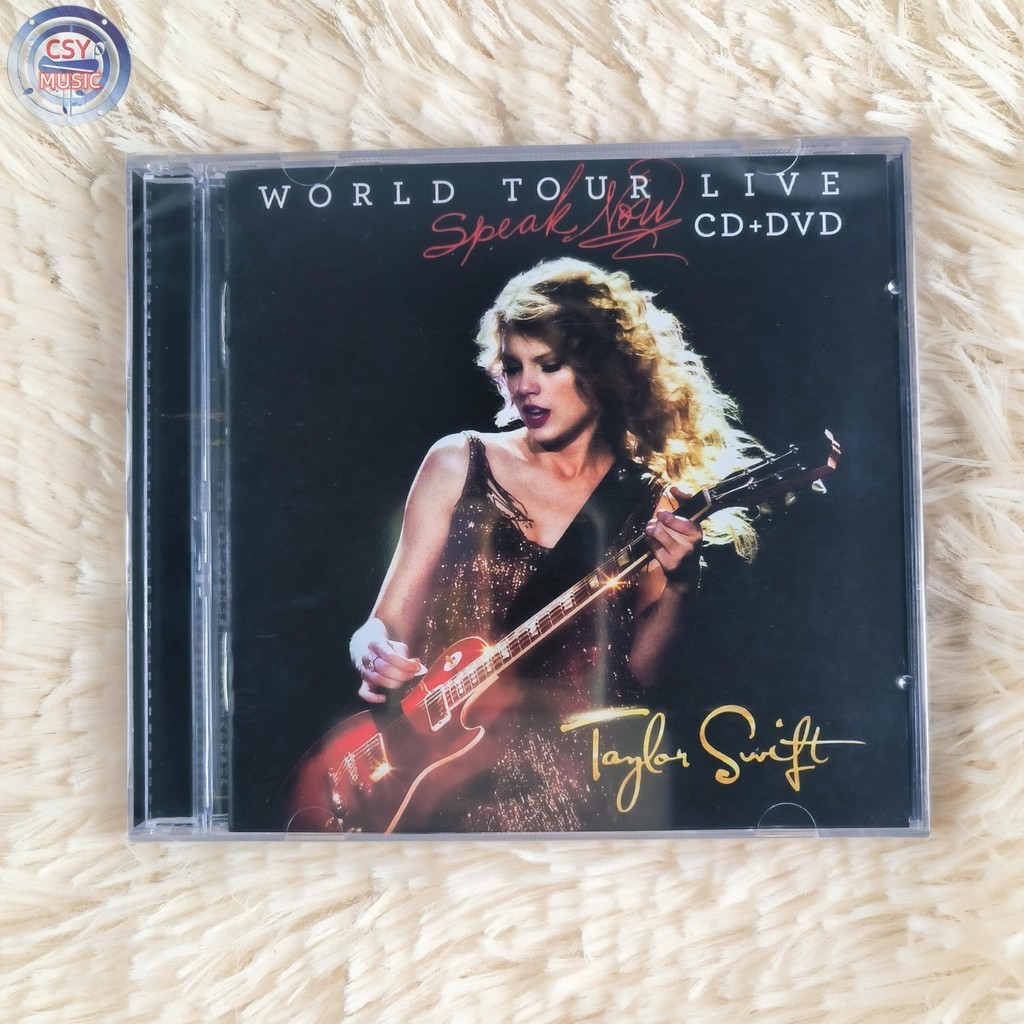 CSY
MUSIC
WORLD TOUR LIVE
Speak Now
CD+DVD
Taylor Swift